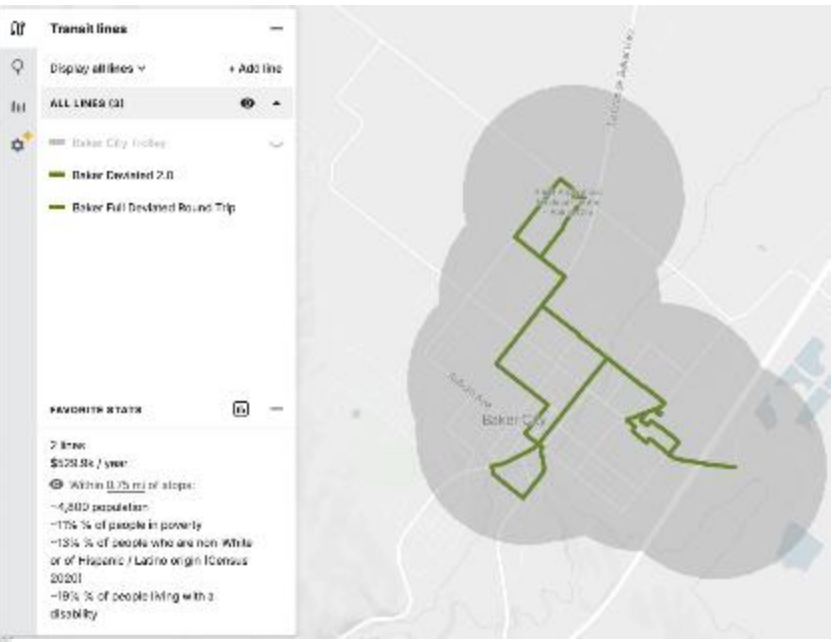 Transit lines
Display all lines
+ Add line
ALL LINES (3)
Baker City Trolley
Baker Deviated 2.0
Baker Full Deviated Round Trip
FAVORITE STATS
2 lines
/ year
Within 0.75 mi of stops:
~4,800 population
~11% % of people in poverty
~13% % of people who are non-White
or of Hispanic / Latino origin (Census
2020)
~19% % of people living with a
disability
Auburn Ave
Baker City